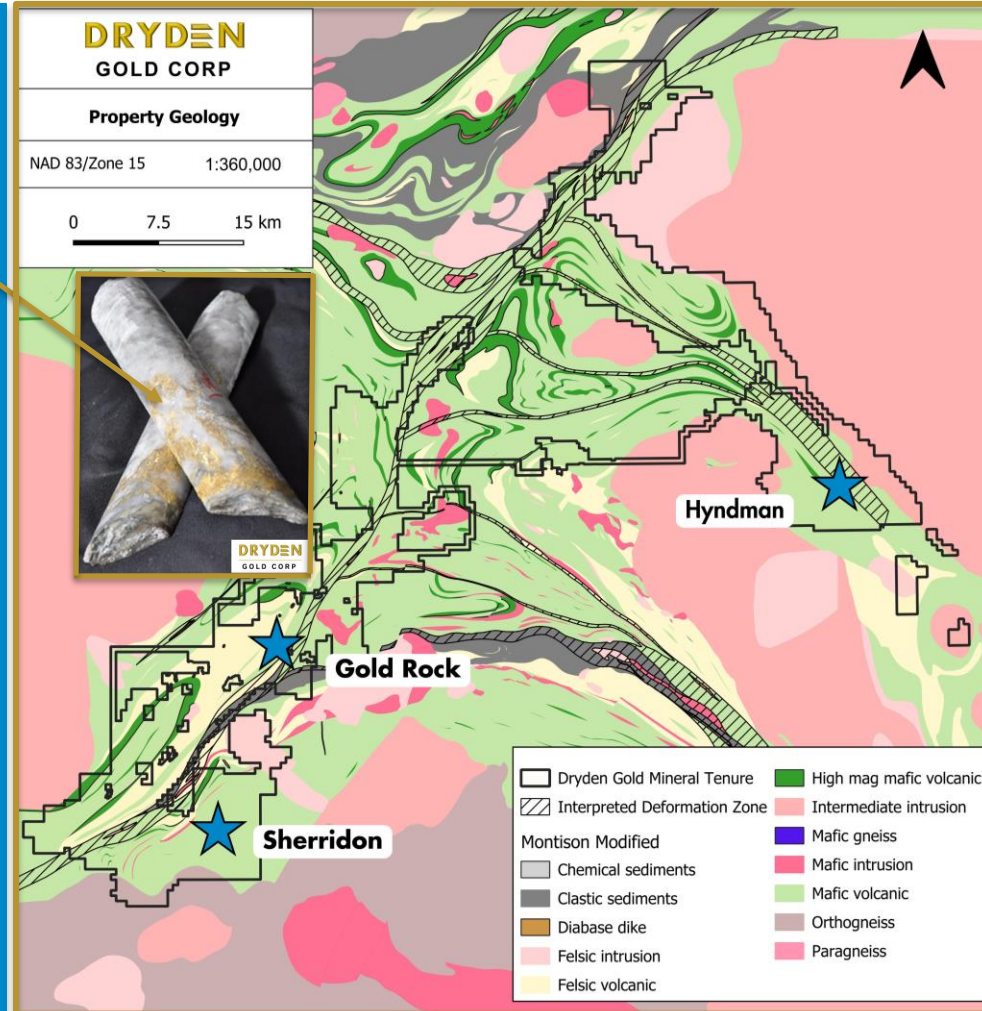 DRYDEN
GOLD CORP
Property Geology
NAD 83/Zone 15 1:360,000
0 7.5 15 km
DRYDEN
GOLD CORP
Hyndman
Gold Rock
Sherridon
Dryden Gold Mineral Tenure
Interpreted Deformation Zone
Montison Modified
Chemical sediments
Clastic sediments
Diabase dike
Felsic intrusion
Felsic volcanic
High mag mafic volcanic
Intermediate intrusion
Mafic gneiss
Mafic intrusion
Mafic volcanic
Orthogneiss
Paragneiss